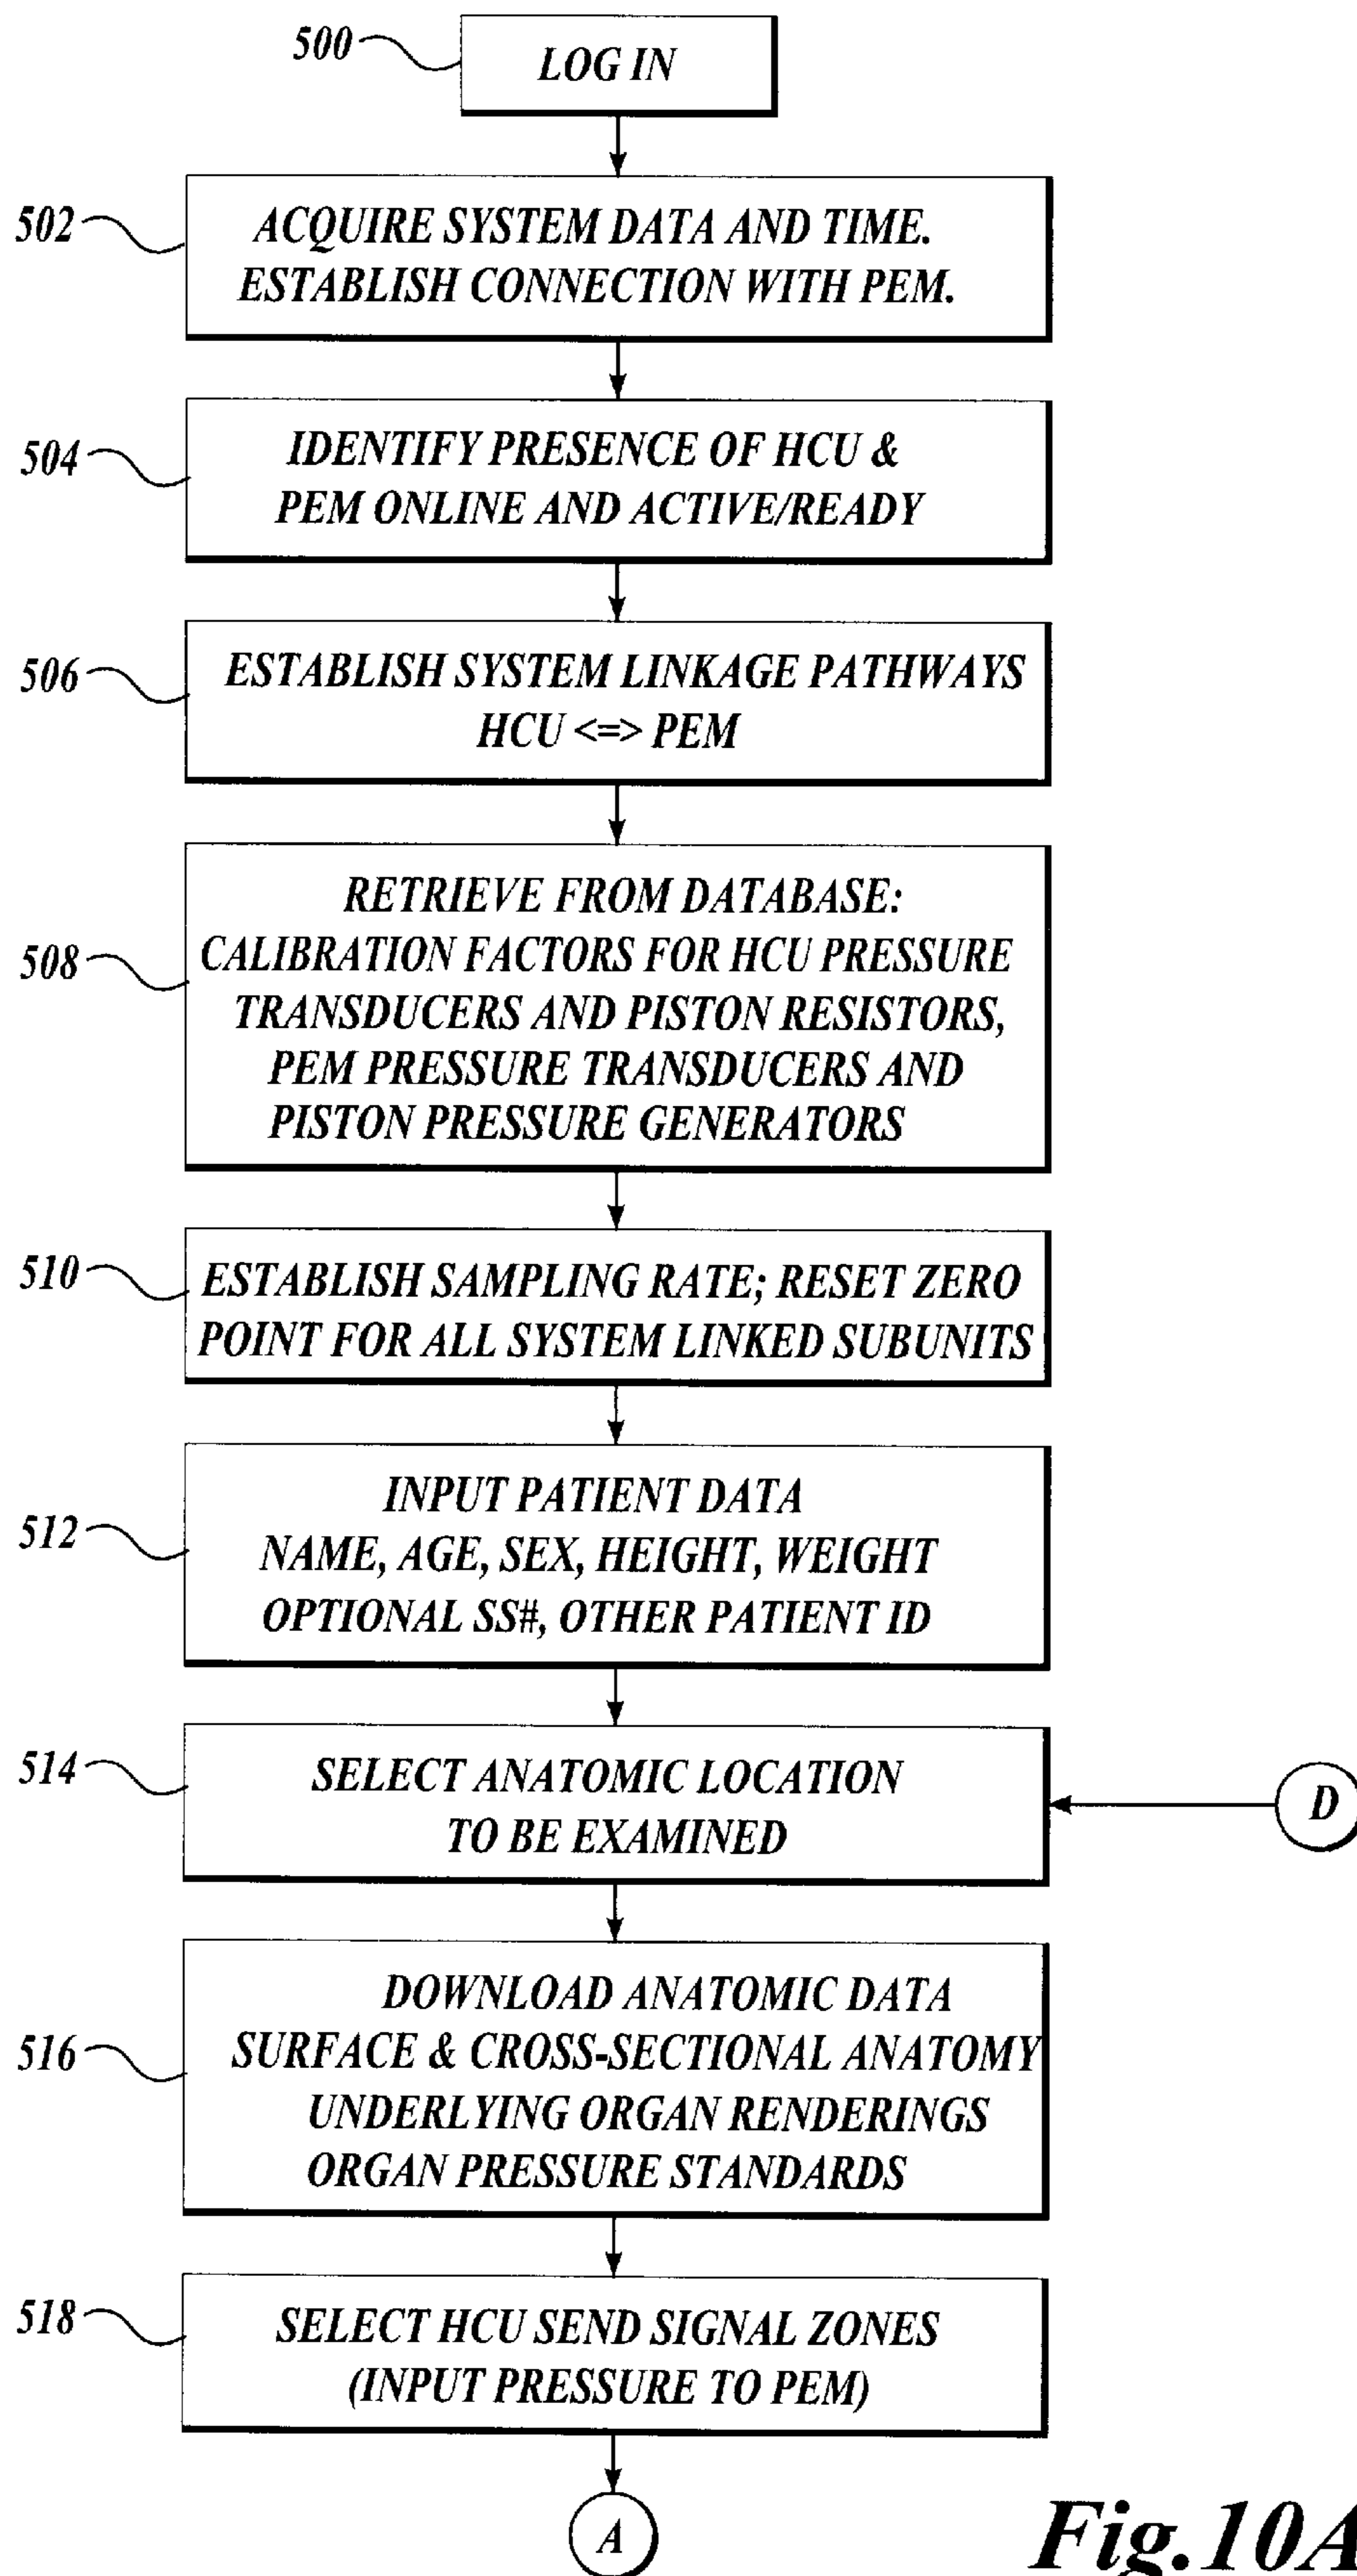 500
LOG IN
502
ACQUIRE SYSTEM DATA AND TIME.
ESTABLISH CONNECTION WITH PEM.
504
IDENTIFY PRESENCE OF HCU &
PEM ONLINE AND ACTIVE/READY
506
ESTABLISH SYSTEM LINKAGE PATHWAYS
HCU <=> PEM
508
RETRIEVE FROM DATABASE:
CALIBRATION FACTORS FOR HCU PRESSURE
TRANSDUCERS AND PISTON RESISTORS,
PEM PRESSURE TRANSDUCERS AND
PISTON PRESSURE GENERATORS
510
ESTABLISH SAMPLING RATE; RESET ZERO
POINT FOR ALL SYSTEM LINKED SUBUNITS
512
INPUT PATIENT DATA
NAME, AGE, SEX, HEIGHT, WEIGHT
OPTIONAL SS#, OTHER PATIENT ID
514
SELECT ANATOMIC LOCATION
TO BE EXAMINED
D
516
DOWNLOAD ANATOMIC DATA
SURFACE & CROSS-SECTIONAL ANATOMY
UNDERLYING ORGAN RENDERINGS
ORGAN PRESSURE STANDARDS
518
SELECT HCU SEND SIGNAL ZONES
(INPUT PRESSURE TO PEM)
A
Fig.10A